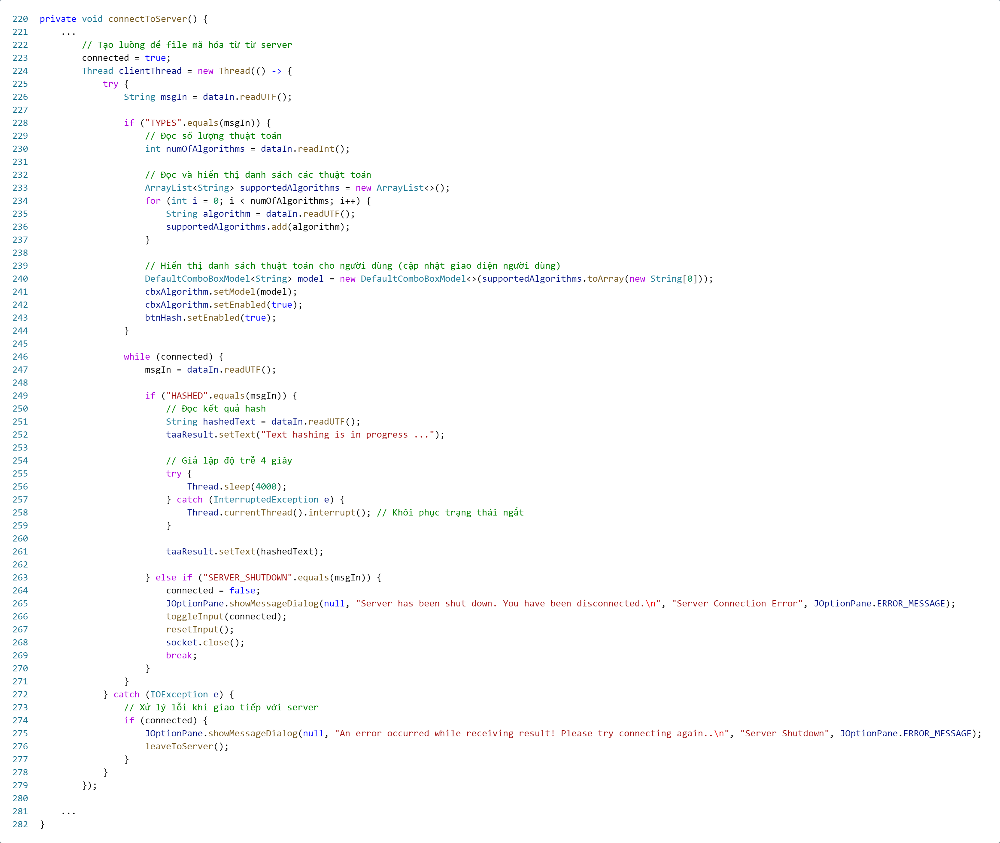 220 private void connectToServer() {
221     ...
222         // Tạo luồng để file mã hóa từ từ server
223         connected = true;
224         Thread clientThread = new Thread(() -> {
225             try {
226                 String msgIn = dataIn.readUTF();
227
228                 if ("TYPES".equals(msgIn)) {
229                     // Đọc số lượng thuật toán
230                     int numOfAlgorithms = dataIn.readInt();
231
232                     // Đọc và hiển thị danh sách các thuật toán
233                     ArrayList<String> supportedAlgorithms = new ArrayList<>();
234                     for (int i = 0; i < numOfAlgorithms; i++) {
235                         String algorithm = dataIn.readUTF();
236                         supportedAlgorithms.add(algorithm);
237                     }
238
239                     // Hiển thị danh sách thuật toán cho người dùng (cập nhật giao diện người dùng)
240                     DefaultComboBoxModel<String> model = new DefaultComboBoxModel<>(supportedAlgorithms.toArray(new String[0]));
241                     cbxAlgorithm.setModel(model);
242                     cbxAlgorithm.setEnabled(true);
243                     btnHash.setEnabled(true);
244                 }
245
246                 while (connected) {
247                     msgIn = dataIn.readUTF();
248
249                     if ("HASHED".equals(msgIn)) {
250                         // Đọc kết quả hash
251                         String hashedText = dataIn.readUTF();
252                         taaResult.setText("Text hashing is in progress ...");
253
254                         // Giả lập độ trễ 4 giây
255                         try {
256                             Thread.sleep(4000);
257                         } catch (InterruptedException e) {
258                             Thread.currentThread().interrupt(); // Khôi phục trạng thái ngắt
259                         }
260
261                         taaResult.setText(hashedText);
262
263                     } else if ("SERVER_SHUTDOWN".equals(msgIn)) {
264                         connected = false;
265                         JOptionPane.showMessageDialog(null, "Server has been shut down. You have been disconnected.\n", "Server Connection Error", JOptionPane.ERROR_MESSAGE);
266                         toggleInput(connected);
267                         resetInput();
268                         socket.close();
269                         break;
270                     }
271                 }
272             } catch (IOException e) {
273                 // Xử lý lỗi khi giao tiếp với server
274                 if (connected) {
275                     JOptionPane.showMessageDialog(null, "An error occurred while receiving result! Please try connecting again..\n", "Server Shutdown", JOptionPane.ERROR_MESSAGE);
276                     leaveToServer();
277                 }
278             }
279         });
280
281     ...
282 }